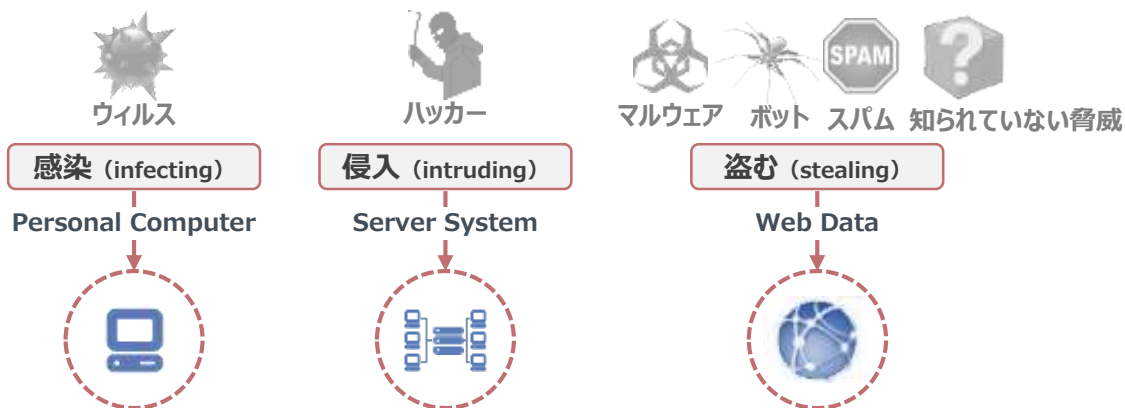 ウィルス
ハッカー
SPAM
マルウェア ボット スパム 知られていない脅威
感染（infecting）
侵入（intruding）
盗む（stealing）
Personal Computer
Server System
Web Data